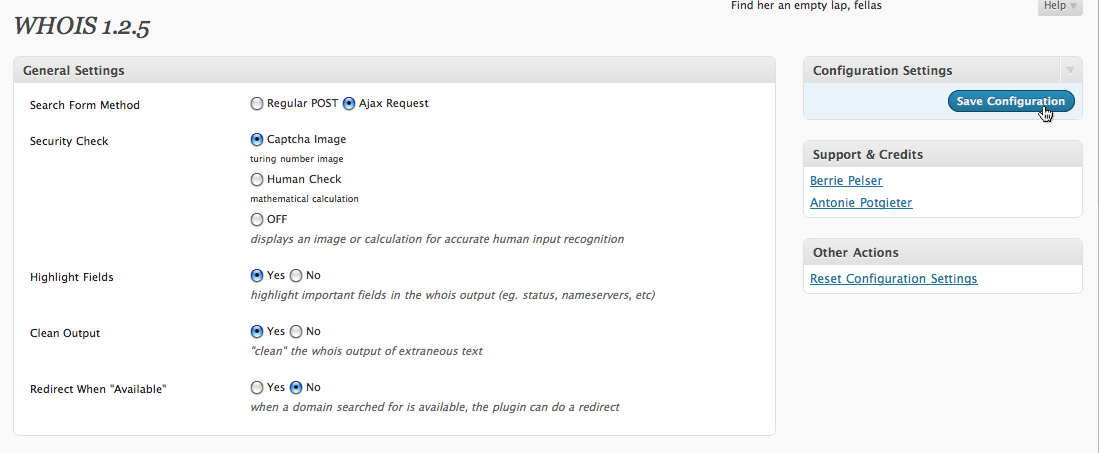 Find her an empty lap, fellas
Help
WHOIS 1.2.5
General Settings
Search Form Method
Regular POST Ajax Request
Security Check
Captcha Image
turing number image
Human Check
mathematical calculation
OFF
displays an image or calculation for accurate human input recognition
Highlight Fields
Yes No
highlight important fields in the whois output (eg. status, nameservers, etc)
Clean Output
Yes No
"clean" the whois output of extraneous text
Redirect When "Available"
Yes No
when a domain searched for is available, the plugin can do a redirect
Configuration Settings
Save Configuration
Support & Credits
Berrie Pelser
Antonie Potgieter
Other Actions
Reset Configuration Settings